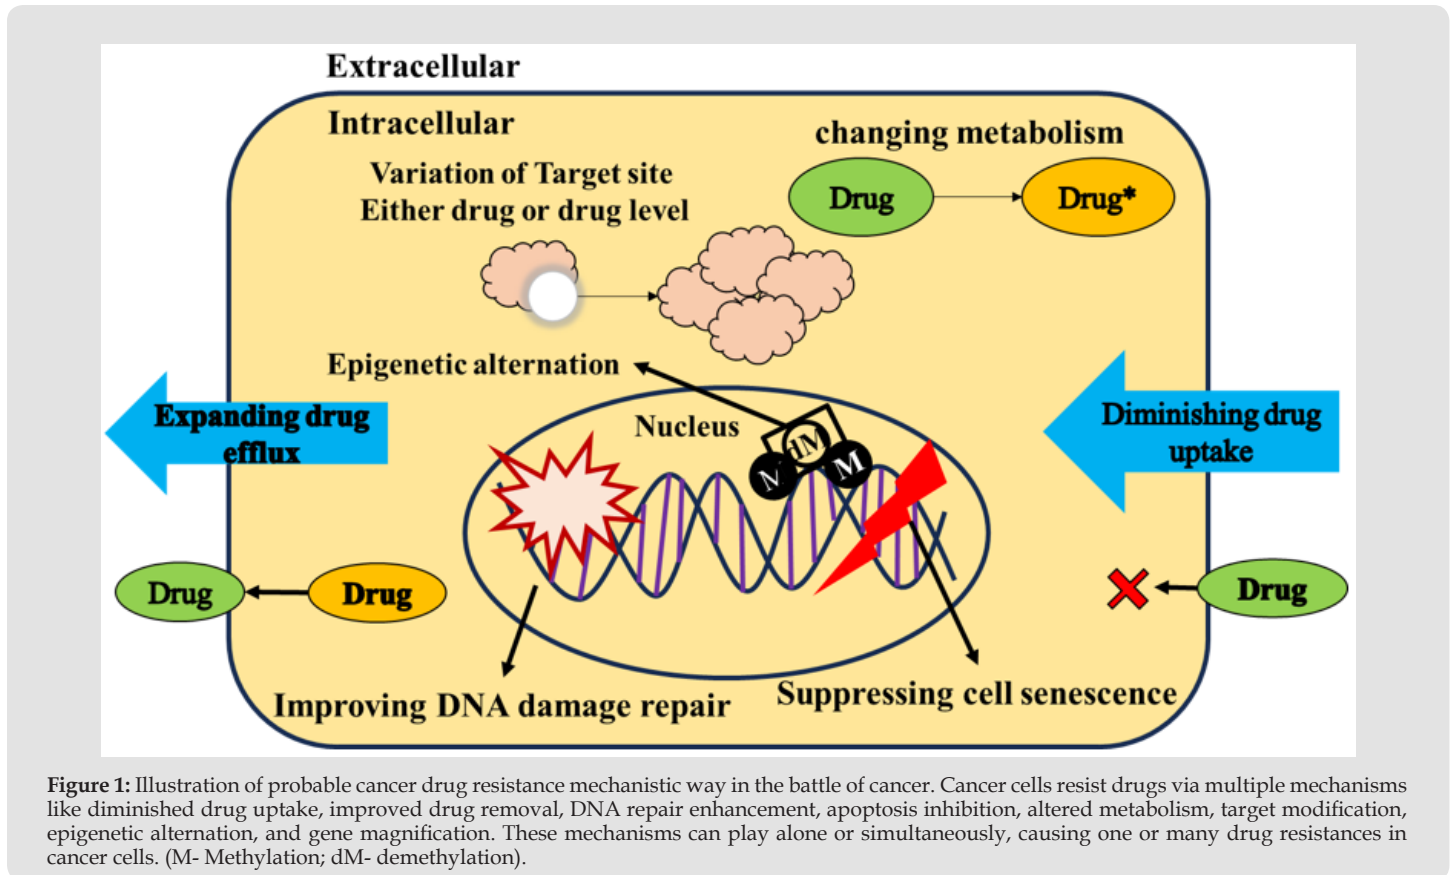 Extracellular
Intracellular
changing metabolism
Variation of Target site
Either drug or drug level
Drug
Drug*
Epigenetic alternation
Nucleus
dM
M
M
Expanding drug
efflux
Diminishing drug
uptake
Drug
Drug
Drug
Improving DNA damage repair
Suppressing cell senescence
Figure 1: Illustration of probable cancer drug resistance mechanistic way in the battle of cancer. Cancer cells resist drugs via multiple mechanisms
like diminished drug uptake, improved drug removal, DNA repair enhancement, apoptosis inhibition, altered metabolism, target modification,
epigenetic alternation, and gene magnification. These mechanisms can play alone or simultaneously, causing one or many drug resistances in
cancer cells. (M- Methylation; dM- demethylation).